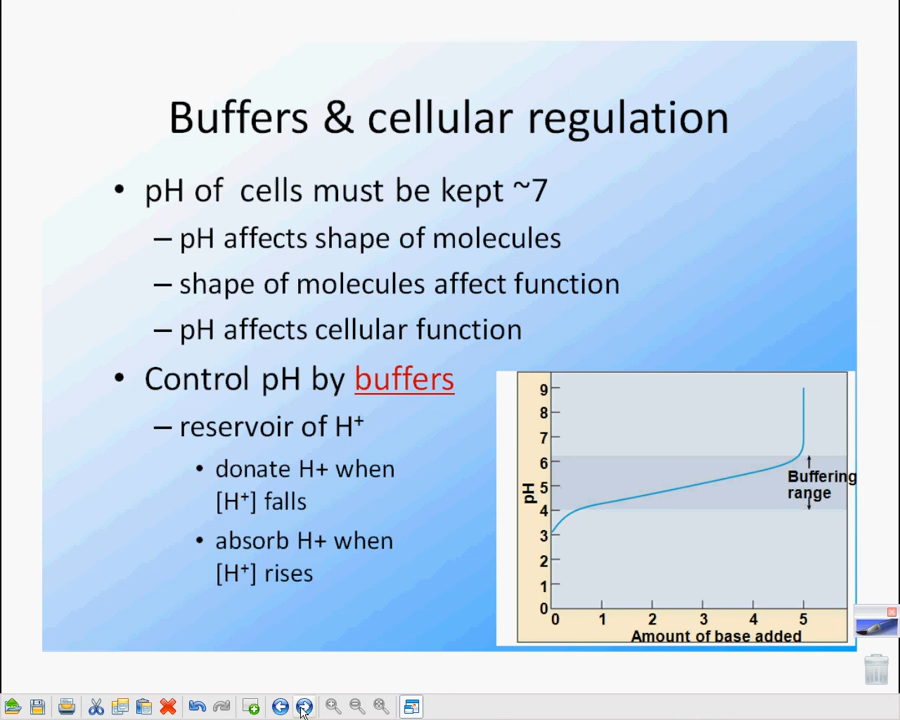 Buffers & cellular regulation
• pH of cells must be kept ~7
– pH affects shape of molecules
– shape of molecules affect function
– pH affects cellular function
• Control pH by buffers
– reservoir of H⁺
• donate H+ when
[H⁺] falls
• absorb H+ when
[H⁺] rises
9
8
7
6
5
4
3
2
1
0
pH
Buffering
range
0 1 2 3 4 5
Amount of base added